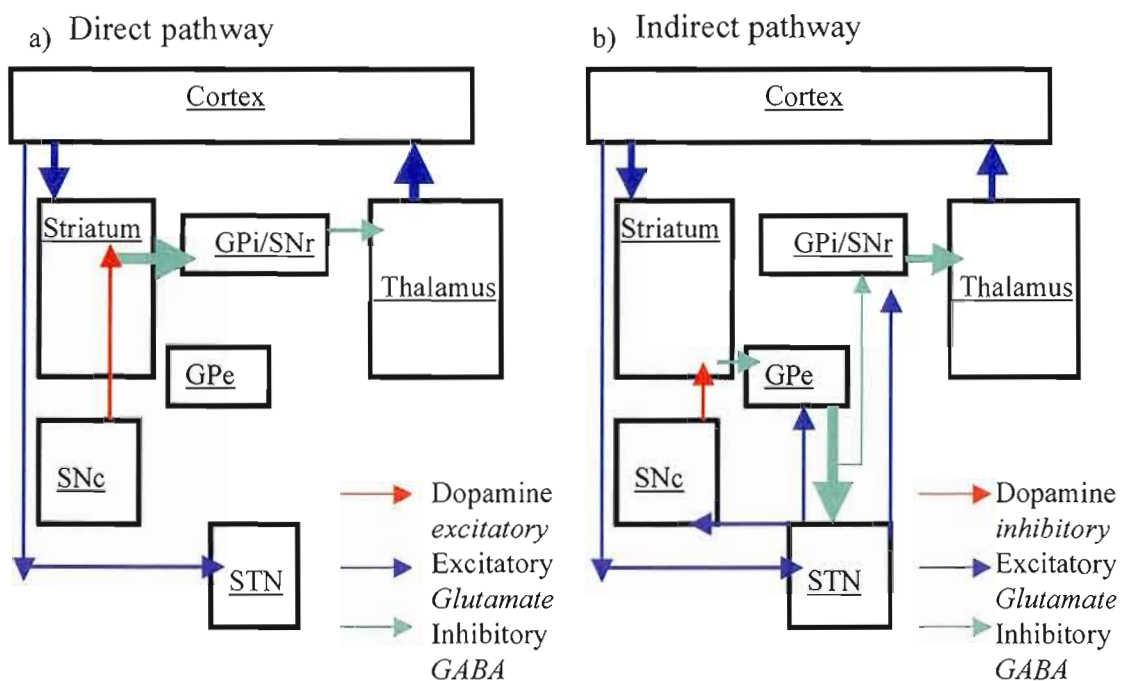 a) Direct pathway
Cortex
Striatum
GPi/SNr
Thalamus
GPe
SNc
STN
Dopamine
excitatory
Excitatory
Glutamate
Inhibitory
GABA
b) Indirect pathway
Cortex
Striatum
GPi/SNr
Thalamus
GPe
SNc
STN
Dopamine
inhibitory
Excitatory
Glutamate
Inhibitory
GABA